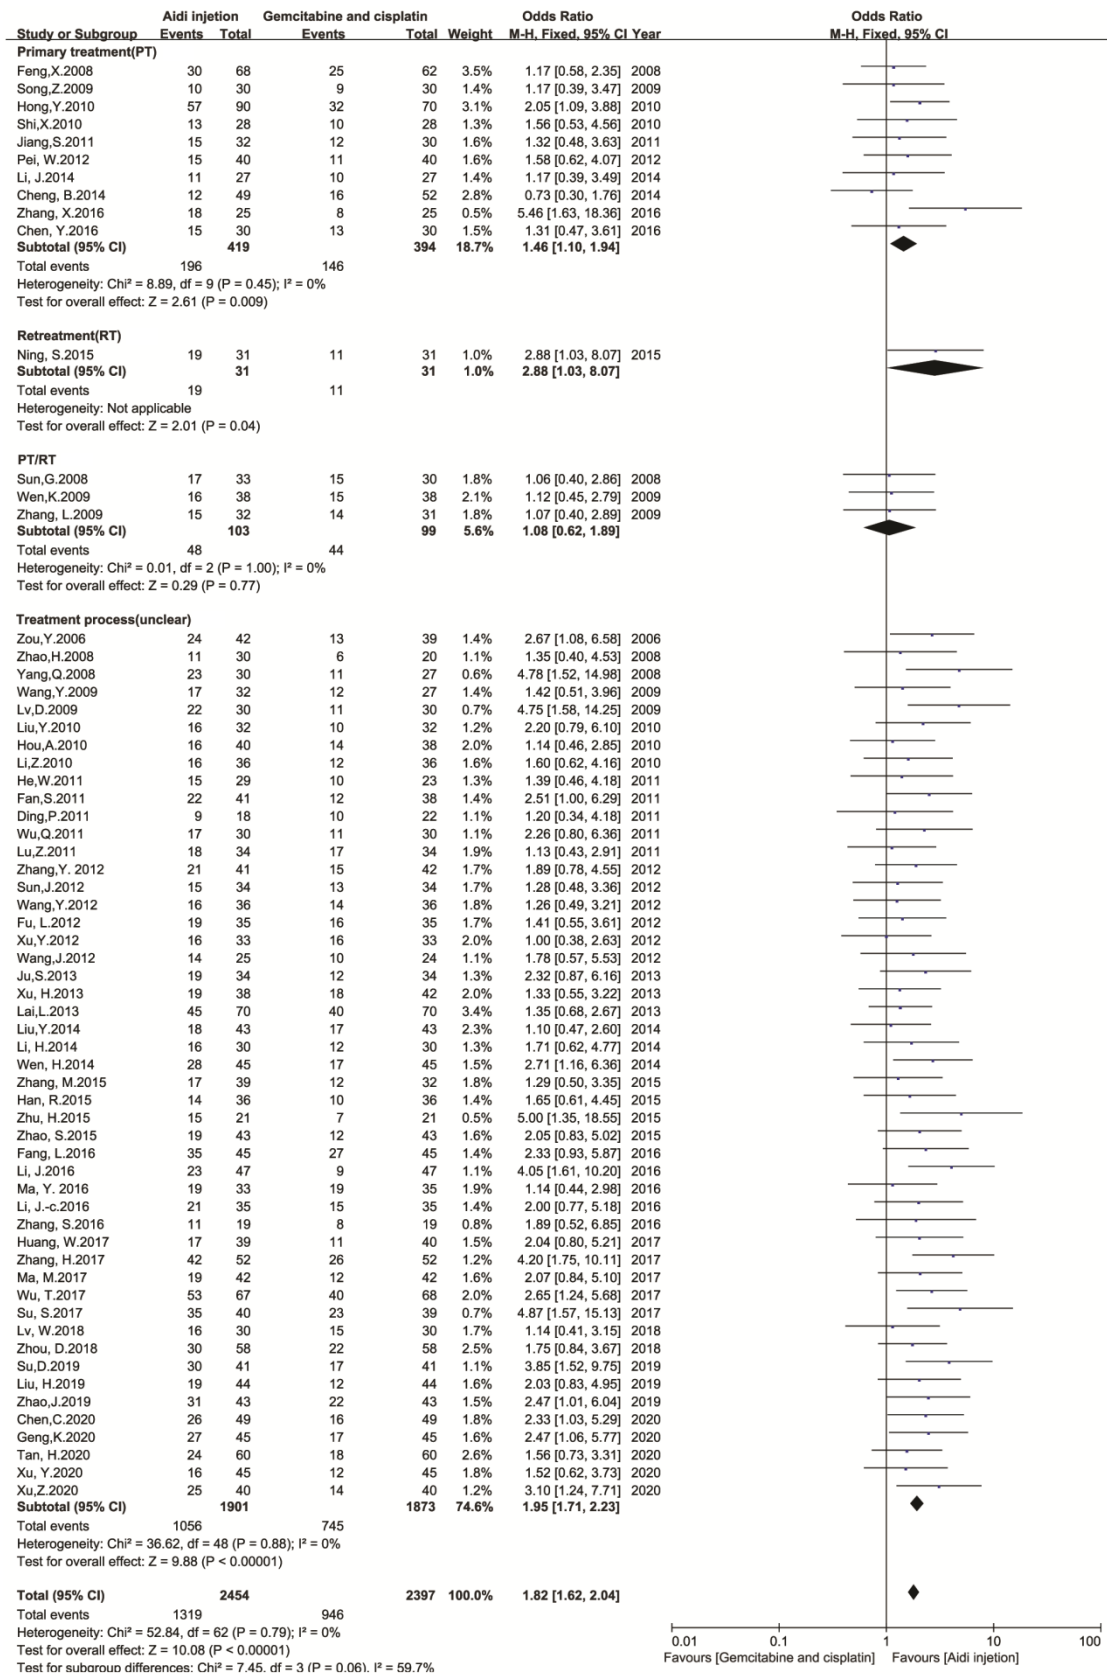 Aidi injetion Gemcitabine and cisplatin Odds Ratio Odds Ratio
Study or Subgroup Events Total Events Total Weight M-H, Fixed, 95% CI Year M-H, Fixed, 95% CI
Primary treatment(PT)
Feng,X.2008 30 68 25 62 3.5% 1.17 [0.58, 2.35] 2008
Song,Z.2009 10 30 9 30 1.4% 1.17 [0.39, 3.47] 2009
Hong,Y.2010 57 90 32 70 3.1% 2.05 [1.09, 3.88] 2010
Shi,X.2010 13 28 10 28 1.3% 1.56 [0.53, 4.56] 2010
Jiang,S.2011 15 32 12 30 1.6% 1.32 [0.48, 3.63] 2011
Pei, W.2012 15 40 11 40 1.6% 1.58 [0.62, 4.07] 2012
Li, J.2014 11 27 10 27 1.4% 1.17 [0.39, 3.49] 2014
Cheng, B.2014 12 49 16 52 2.8% 0.73 [0.30, 1.76] 2014
Zhang, X.2016 18 25 8 25 0.5% 5.46 [1.63, 18.36] 2016
Chen, Y.2016 15 30 13 30 1.5% 1.31 [0.47, 3.61] 2016
Subtotal (95% CI) 419 394 18.7% 1.46 [1.10, 1.94]
Total events 196 146
Heterogeneity: Chi² = 8.89, df = 9 (P = 0.45); I² = 0%
Test for overall effect: Z = 2.61 (P = 0.009)
Retreatment(RT)
Ning, S.2015 19 31 11 31 1.0% 2.88 [1.03, 8.07] 2015
Subtotal (95% CI) 31 31 1.0% 2.88 [1.03, 8.07]
Total events 19 11
Heterogeneity: Not applicable
Test for overall effect: Z = 2.01 (P = 0.04)
PT/RT
Sun,G.2008 17 33 15 30 1.8% 1.06 [0.40, 2.86] 2008
Wen,K.2009 16 38 15 38 2.1% 1.12 [0.45, 2.79] 2009
Zhang, L.2009 15 32 14 31 1.8% 1.07 [0.40, 2.89] 2009
Subtotal (95% CI) 103 99 5.6% 1.08 [0.62, 1.89]
Total events 48 44
Heterogeneity: Chi² = 0.01, df = 2 (P = 1.00); I² = 0%
Test for overall effect: Z = 0.29 (P = 0.77)
Treatment process(unclear)
Zou,Y.2006 24 42 13 39 1.4% 2.67 [1.08, 6.58] 2006
Zhao,H.2008 11 30 6 20 1.1% 1.35 [0.40, 4.53] 2008
Yang,Q.2008 23 30 11 27 0.6% 4.78 [1.52, 14.98] 2008
Wang,Y.2009 17 32 12 27 1.4% 1.42 [0.51, 3.96] 2009
Lv,D.2009 22 30 11 30 0.7% 4.75 [1.58, 14.25] 2009
Liu,Y.2010 16 32 10 32 1.2% 2.20 [0.79, 6.10] 2010
Hou,A.2010 16 40 14 38 2.0% 1.14 [0.46, 2.85] 2010
Li,Z.2010 16 36 12 36 1.6% 1.60 [0.62, 4.16] 2010
He,W.2011 15 29 10 23 1.3% 1.39 [0.46, 4.18] 2011
Fan,S.2011 22 41 12 38 1.4% 2.51 [1.00, 6.29] 2011
Ding,P.2011 9 18 10 22 1.1% 1.20 [0.34, 4.18] 2011
Wu,Q.2011 17 30 11 30 1.1% 2.26 [0.80, 6.36] 2011
Lu,Z.2011 18 34 17 34 1.9% 1.13 [0.43, 2.91] 2011
Zhang,Y. 2012 21 41 15 42 1.7% 1.89 [0.78, 4.55] 2012
Sun,J.2012 15 34 13 34 1.7% 1.28 [0.48, 3.36] 2012
Wang,Y.2012 16 36 14 36 1.8% 1.26 [0.49, 3.21] 2012
Fu, L.2012 19 35 16 35 1.7% 1.41 [0.55, 3.61] 2012
Xu,Y.2012 16 33 16 33 2.0% 1.00 [0.38, 2.63] 2012
Wang,J.2012 14 25 10 24 1.0% 1.78 [0.57, 5.53] 2012
Ju,S.2013 19 34 12 34 1.2% 2.32 [0.87, 6.16] 2013
Xu, H.2013 19 38 18 42 2.0% 1.33 [0.55, 3.22] 2013
Lai,L.2013 45 70 40 70 3.4% 1.35 [0.68, 2.67] 2013
Liu,Y.2014 18 43 17 43 2.3% 1.10 [0.47, 2.60] 2014
Li, H.2014 16 30 12 30 1.3% 1.71 [0.62, 4.77] 2014
Wen, H.2014 28 45 17 45 1.5% 2.71 [1.16, 6.36] 2014
Zhang, M.2015 17 39 12 32 1.8% 1.29 [0.50, 3.35] 2015
Han, R.2015 14 36 10 36 1.4% 1.65 [0.61, 4.45] 2015
Zhu, H.2015 15 21 7 21 0.5% 5.00 [1.35, 18.55] 2015
Zhao, S.2015 19 43 12 43 1.6% 2.05 [0.83, 5.02] 2015
Fang, L.2016 35 45 27 45 1.4% 2.33 [0.93, 5.87] 2016
Li, J.2016 23 47 9 47 1.1% 4.05 [1.61, 10.20] 2016
Ma, Y. 2016 19 33 19 35 1.9% 1.14 [0.44, 2.98] 2016
Li, J.-c.2016 21 35 15 35 1.4% 2.00 [0.77, 5.18] 2016
Zhang, S.2016 11 19 8 19 0.8% 1.89 [0.52, 6.85] 2016
Huang, W.2017 17 39 11 40 1.4% 2.04 [0.80, 5.21] 2017
Zhang, H.2017 42 52 26 52 1.2% 4.20 [1.75, 10.11] 2017
Ma, M.2017 19 42 12 42 1.6% 2.07 [0.84, 5.10] 2017
Wu, T.2017 53 67 40 68 2.0% 2.65 [1.24, 5.68] 2017
Su, S.2017 35 40 23 39 0.7% 4.87 [1.57, 15.13] 2017
Lv, W.2018 16 30 15 30 1.7% 1.14 [0.41, 3.15] 2018
Zhou, D.2018 30 58 22 58 2.5% 1.75 [0.84, 3.67] 2018
Su,D.2019 30 41 17 41 1.1% 3.85 [1.52, 9.75] 2019
Liu, H.2019 19 44 12 44 1.6% 2.03 [0.83, 4.95] 2019
Zhao,J.2019 31 43 22 43 1.5% 2.47 [1.01, 6.04] 2019
Chen,C.2020 26 49 16 49 1.8% 2.33 [1.03, 5.29] 2020
Geng,K.2020 27 45 17 45 1.6% 2.47 [1.06, 5.77] 2020
Tan, H.2020 24 60 18 60 2.6% 1.56 [0.73, 3.31] 2020
Xu, Y.2020 16 45 12 45 1.8% 1.52 [0.62, 3.73] 2020
Xu,Z.2020 25 40 14 40 1.2% 3.10 [1.24, 7.71] 2020
Subtotal (95% CI) 1901 1873 74.6% 1.95 [1.71, 2.23]
Total events 1056 745
Heterogeneity: Chi² = 36.62, df = 48 (P = 0.88); I² = 0%
Test for overall effect: Z = 9.88 (P < 0.00001)
Total (95% CI) 2454 2397 100.0% 1.82 [1.62, 2.04]
Total events 1319 946
Heterogeneity: Chi² = 52.84, df = 62 (P = 0.79); I² = 0%
Test for overall effect: Z = 10.08 (P < 0.00001)
Test for subgroup differences: Chi² = 7.45, df = 3 (P = 0.06), I² = 59.7%
0.01 0.1 1 10 100
Favours [Gemcitabine and cisplatin] Favours [Aidi injetion]